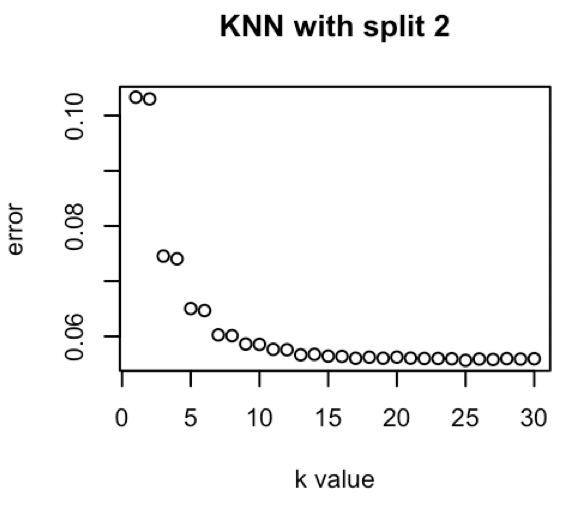 KNN with split 2
error
0.10
0.08
0.06
0 5 10 15 20 25 30
k value